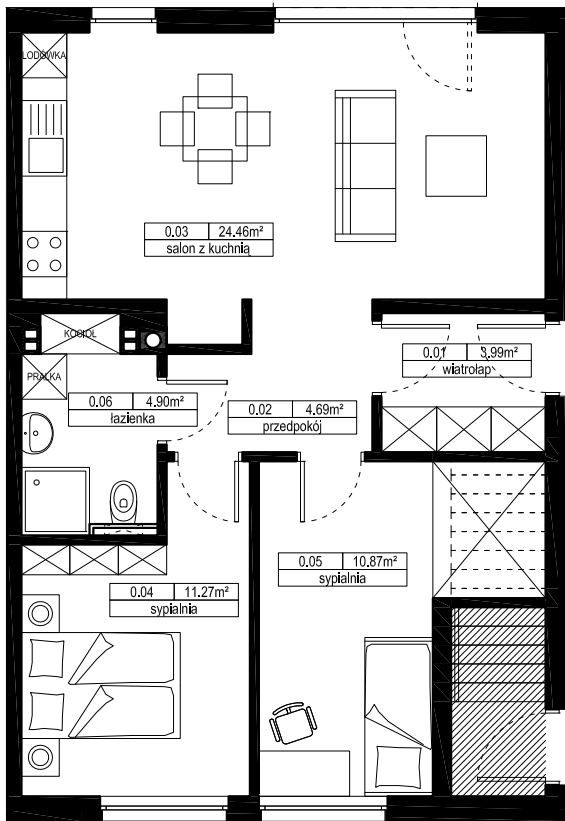 LODÓWKA
0.03 24.46m²
salon z kuchnią
KOCIOŁ
0.01 3.99m²
wiatrołap
PRALKA
0.06 4.90m²
łazienka
0.02 4.69m²
przedpokój
0.05 10.87m²
sypialnia
0.04 11.27m²
sypialnia